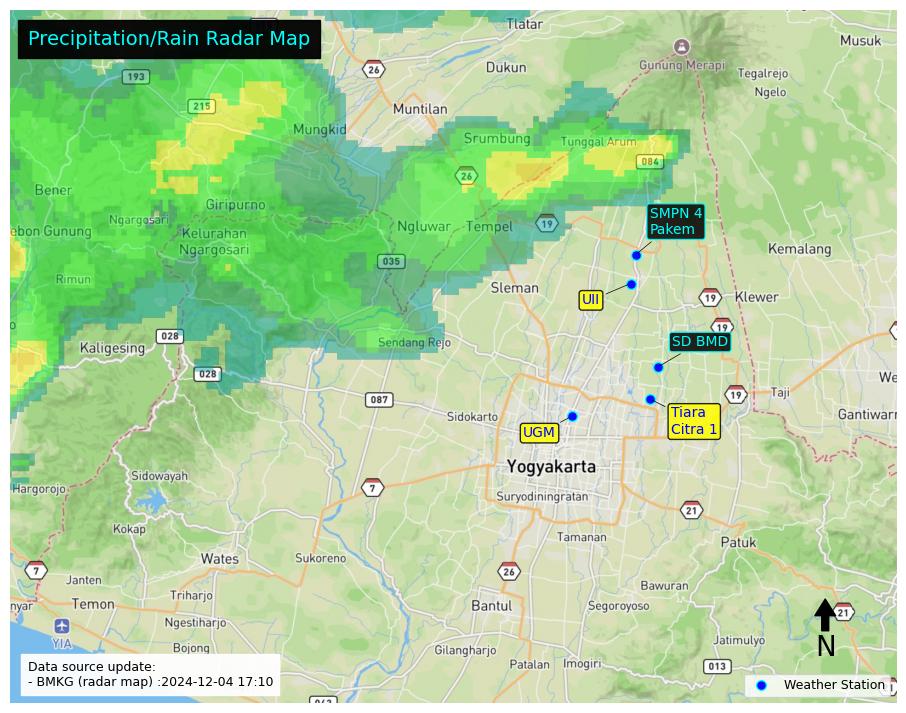 Precipitation/Rain Radar Map
Tlatar
Musuk
Gunung Merapi
Tegalrejo
Ngelo
26
Dukun
193
215
Muntilan
Mungkid
Srumbung
Tunggal Arum
084
26
Bener
Ngargosari
Giripurno
ebon Gunung
Kelurahan
Ngargosari
Ngluwar
Tempel
19
SMPN 4
Pakem
Kemalang
035
Rimun
Sleman
UII
19
Klewer
19
028
Kaligesing
Sendang Rejo
SD BMD
028
087
19
Taji
We
Sidokarto
Tiara
Citra 1
Gantiwarn
UGM
Yogyakarta
Sidowayah
Hargorojo
7
Suryodiningratan
21
Kokap
Tamanan
Patuk
Wates
Sukoreno
7
Janten
26
Bawuran
Triharjo
nyar
Temon
Bantul
Segoroyoso
21
Ngestiharjo
YIA
Bojong
Gilangharjo
Jatimulyo
N
Patalan
Imogiri
013
Data source update:
- BMKG (radar map) :2024-12-04 17:10
Weather Station